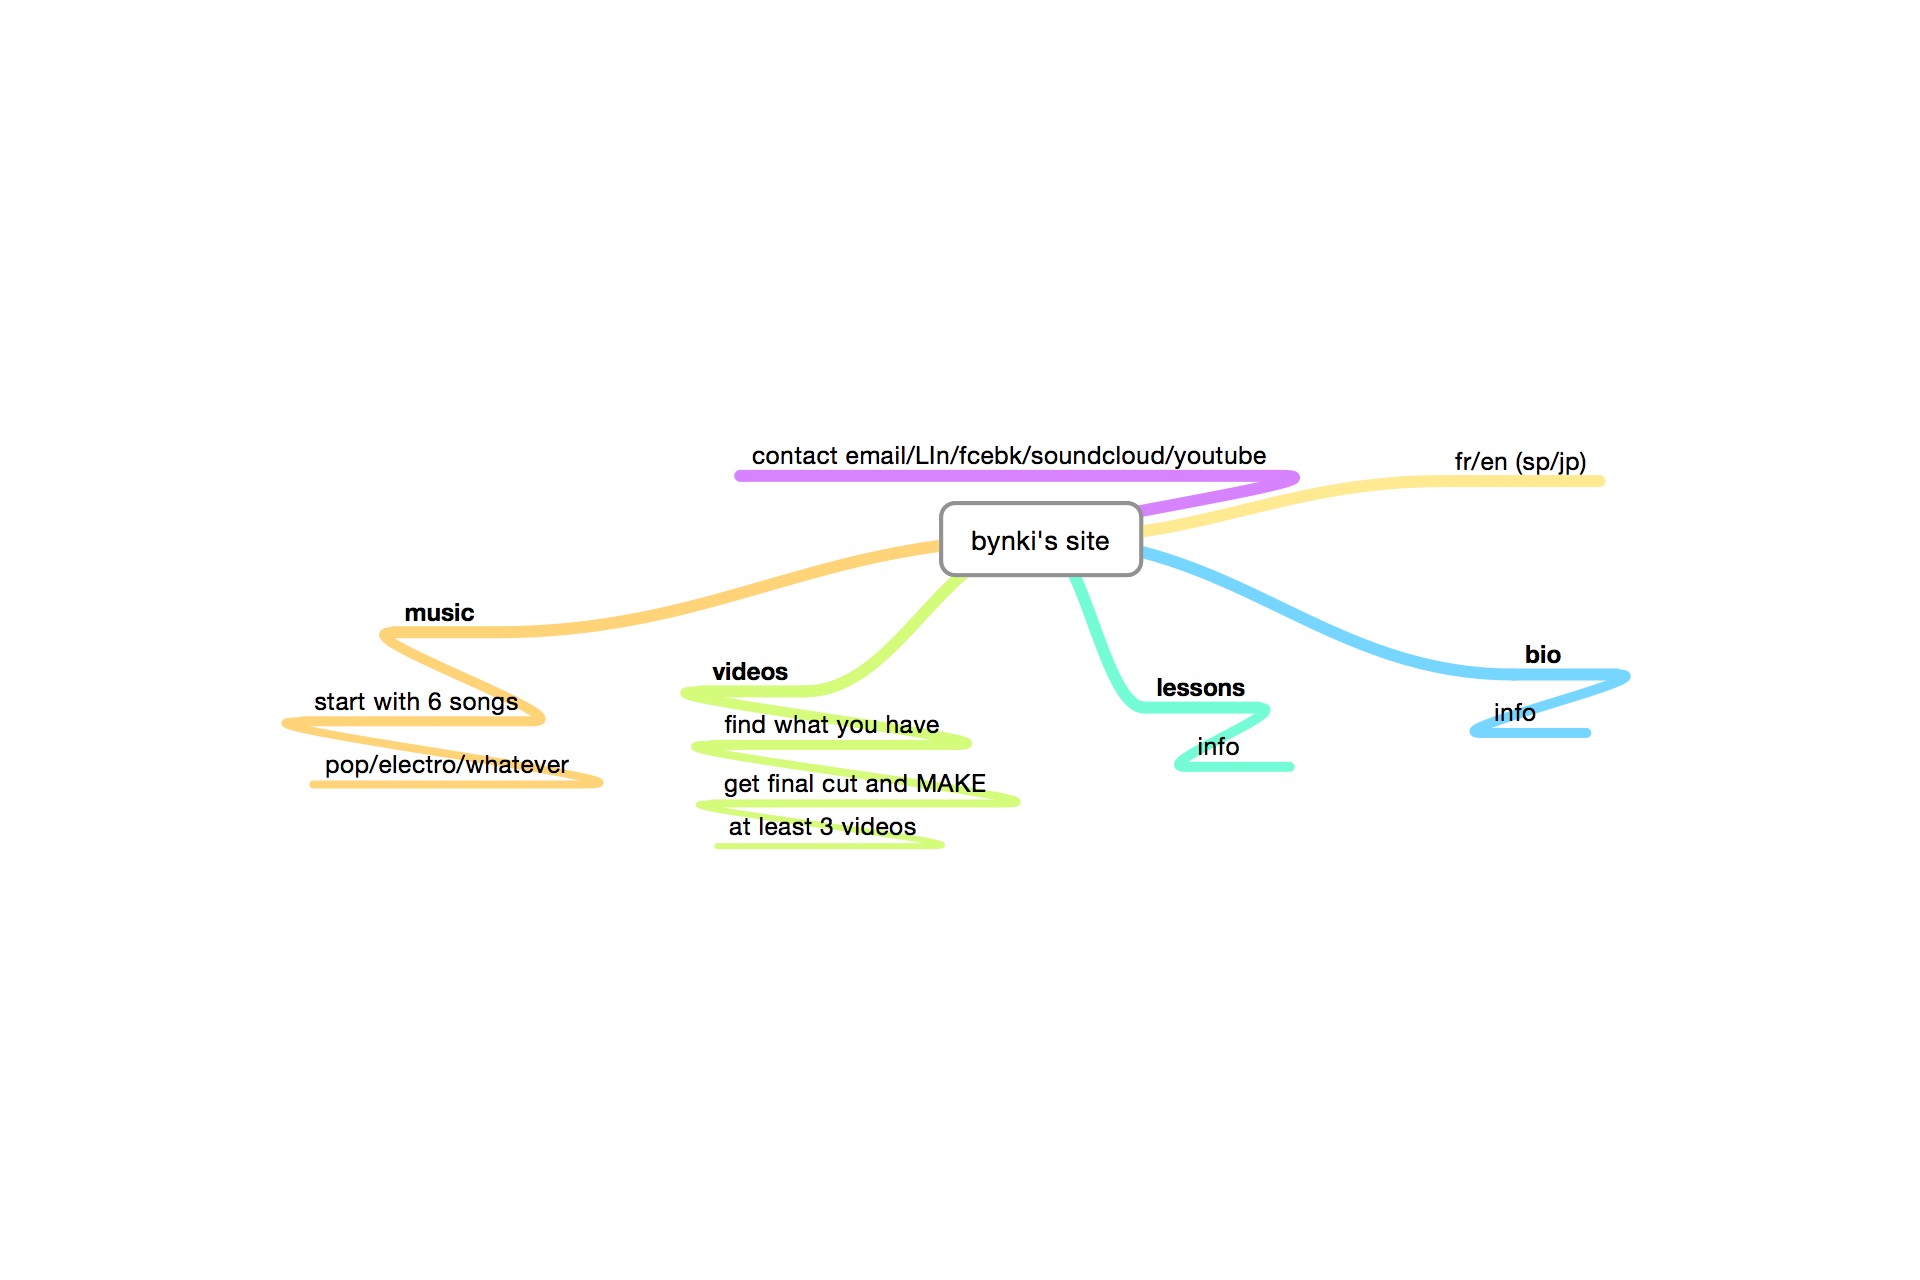 contact email/LIn/fcebk/soundcloud/youtube
fr/en (sp/jp)
bynki's site
music
start with 6 songs
pop/electro/whatever
videos
find what you have
get final cut and MAKE
at least 3 videos
lessons
info
bio
info